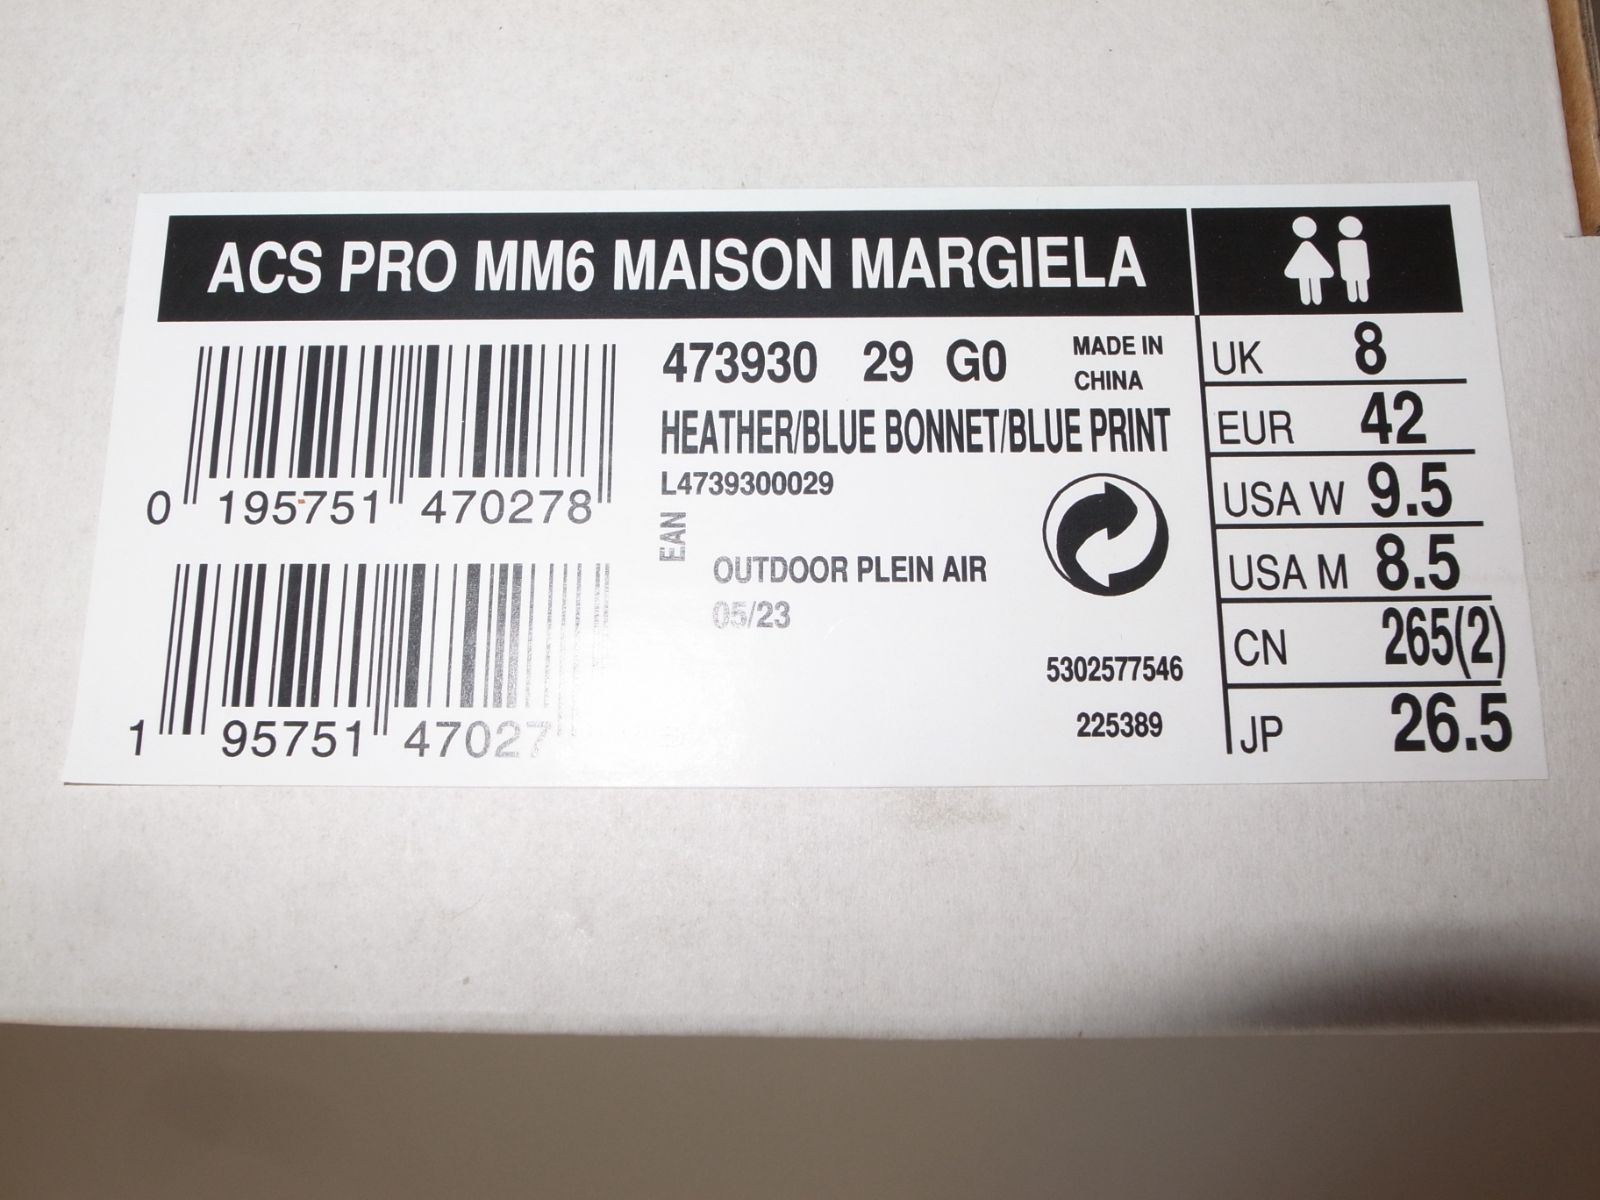 ACS PRO MM6 MAISON MARGIELA
473930 29 G0
MADE IN
CHINA
HEATHER/BLUE BONNET/BLUE PRINT
L4739300029
EAN
OUTDOOR PLEIN AIR
05/23
5302577546
225389
0 195751 470278
1 95751 47027
UK 8
EUR 42
USA W 9.5
USA M 8.5
CN 265(2)
JP 26.5